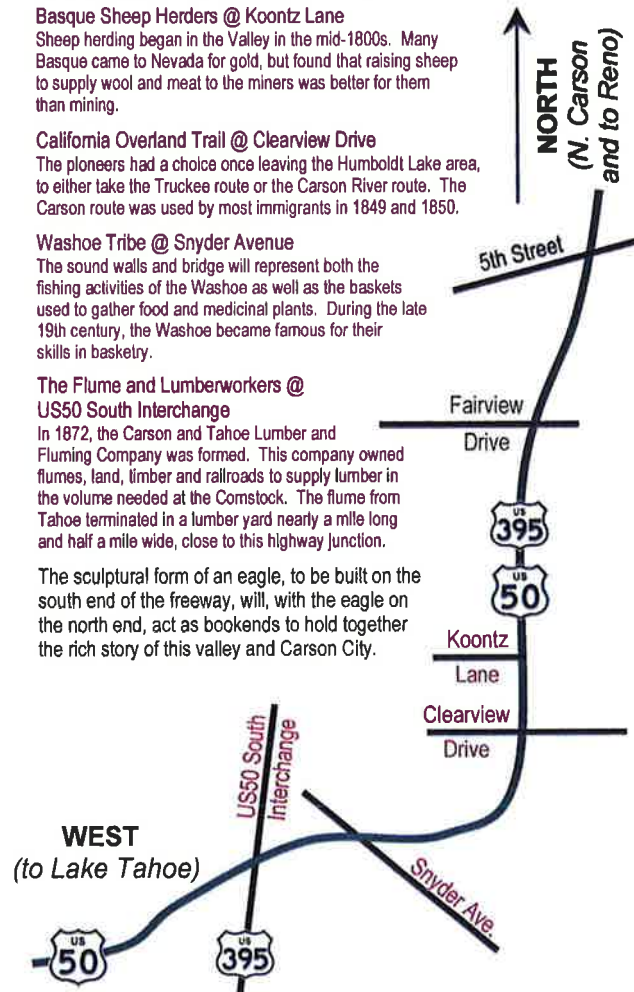 Basque Sheep Herders @ Koontz Lane
Sheep herding began in the Valley in the mid-1800s. Many
Basque came to Nevada for gold, but found that raising sheep
to supply wool and meat to the miners was better for them
than mining.
California Overland Trail @ Clearview Drive
The pioneers had a choice once leaving the Humboldt Lake area,
to either take the Truckee route or the Carson River route. The
Carson route was used by most immigrants in 1849 and 1850.
Washoe Tribe @ Snyder Avenue
The sound walls and bridge will represent both the
fishing activities of the Washoe as well as the baskets
used to gather food and medicinal plants. During the late
19th century, the Washoe became famous for their
skills in basketry.
The Flume and Lumberworkers @
US50 South Interchange
In 1872, the Carson and Tahoe Lumber and
Fluming Company was formed. This company owned
flumes, land, timber and railroads to supply lumber in
the volume needed at the Comstock. The flume from
Tahoe terminated in a lumber yard nearly a mile long
and half a mile wide, close to this highway junction.
The sculptural form of an eagle, to be built on the
south end of the freeway, will, with the eagle on
the north end, act as bookends to hold together
the rich story of this valley and Carson City.
NORTH
(N. Carson
and to Reno)
5th Street
Fairview
Drive
US
395
US
50
Koontz
Lane
Clearview
Drive
US50 South
Interchange
Snyder Ave.
WEST
(to Lake Tahoe)
US
50
US
395